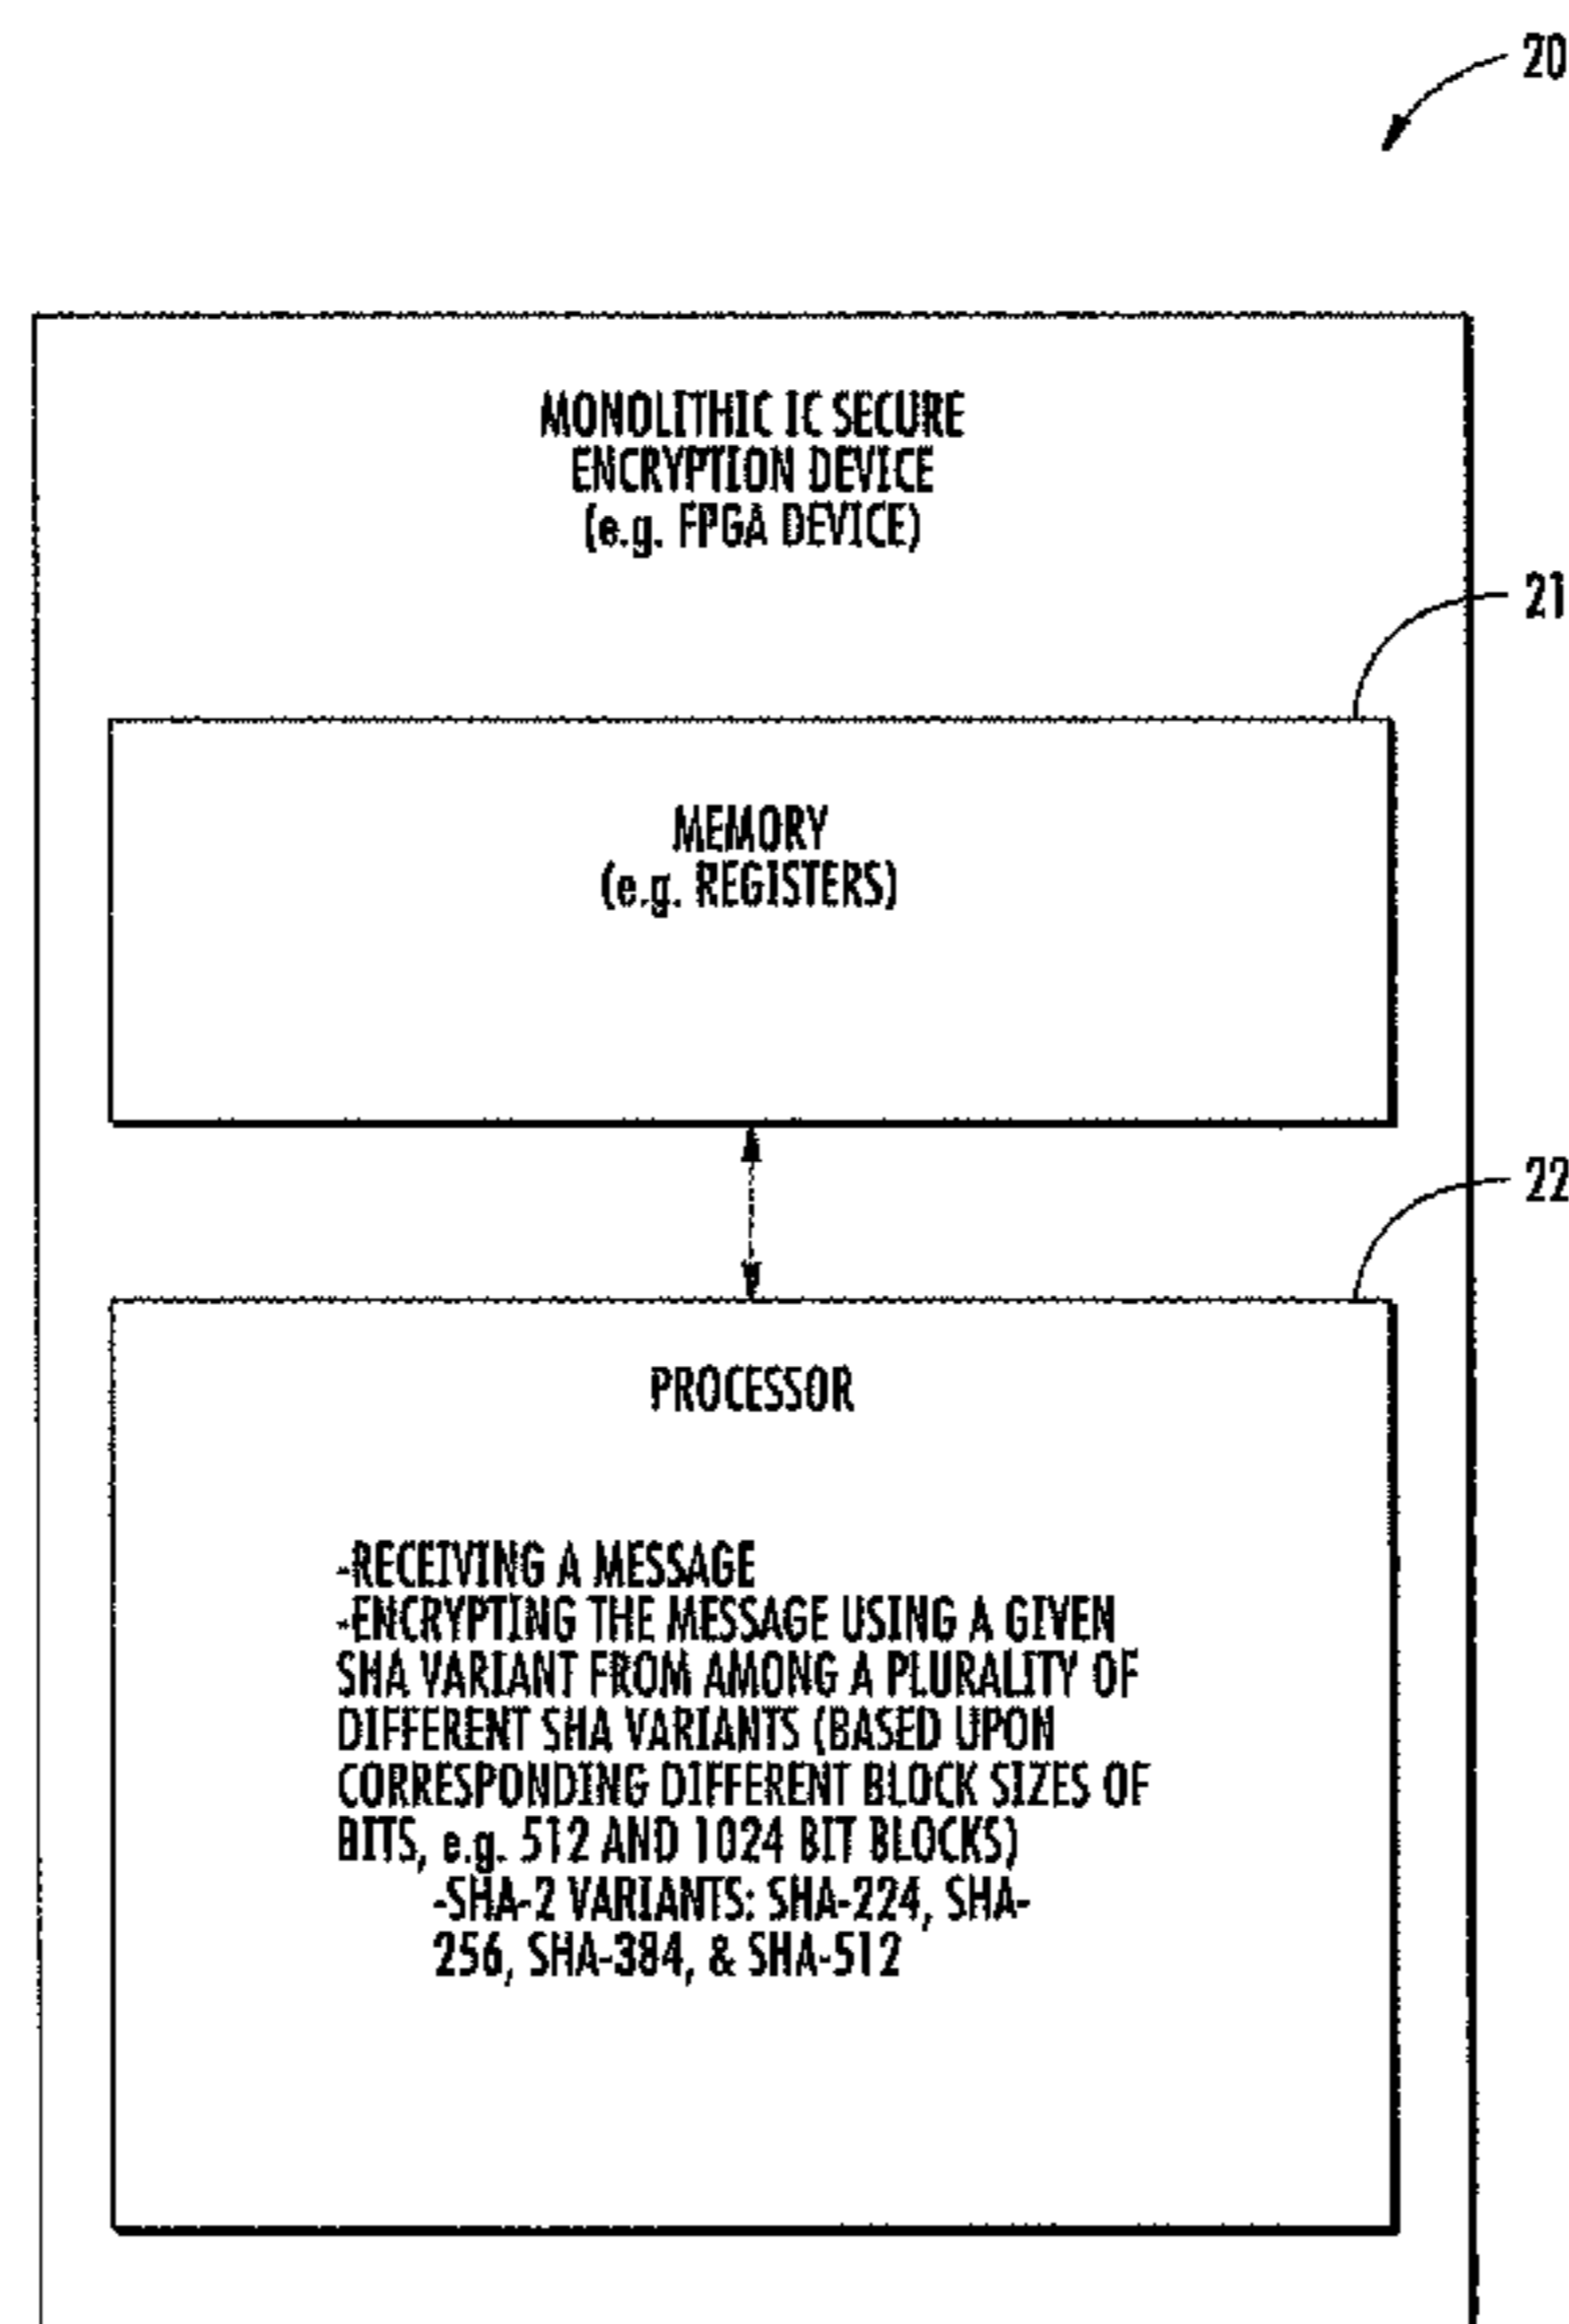 20
MONOLITHIC IC SECURE
ENCRYPTION DEVICE
(e.g. FPGA DEVICE)
21
MEMORY
(e.g. REGISTERS)
22
PROCESSOR
-RECEIVING A MESSAGE
-ENCRYPTING THE MESSAGE USING A GIVEN
SHA VARIANT FROM AMONG A PLURALITY OF
DIFFERENT SHA VARIANTS (BASED UPON
CORRESPONDING DIFFERENT BLOCK SIZES OF
BITS, e.g. 512 AND 1024 BIT BLOCKS)
-SHA-2 VARIANTS: SHA-224, SHA-
256, SHA-384, & SHA-512